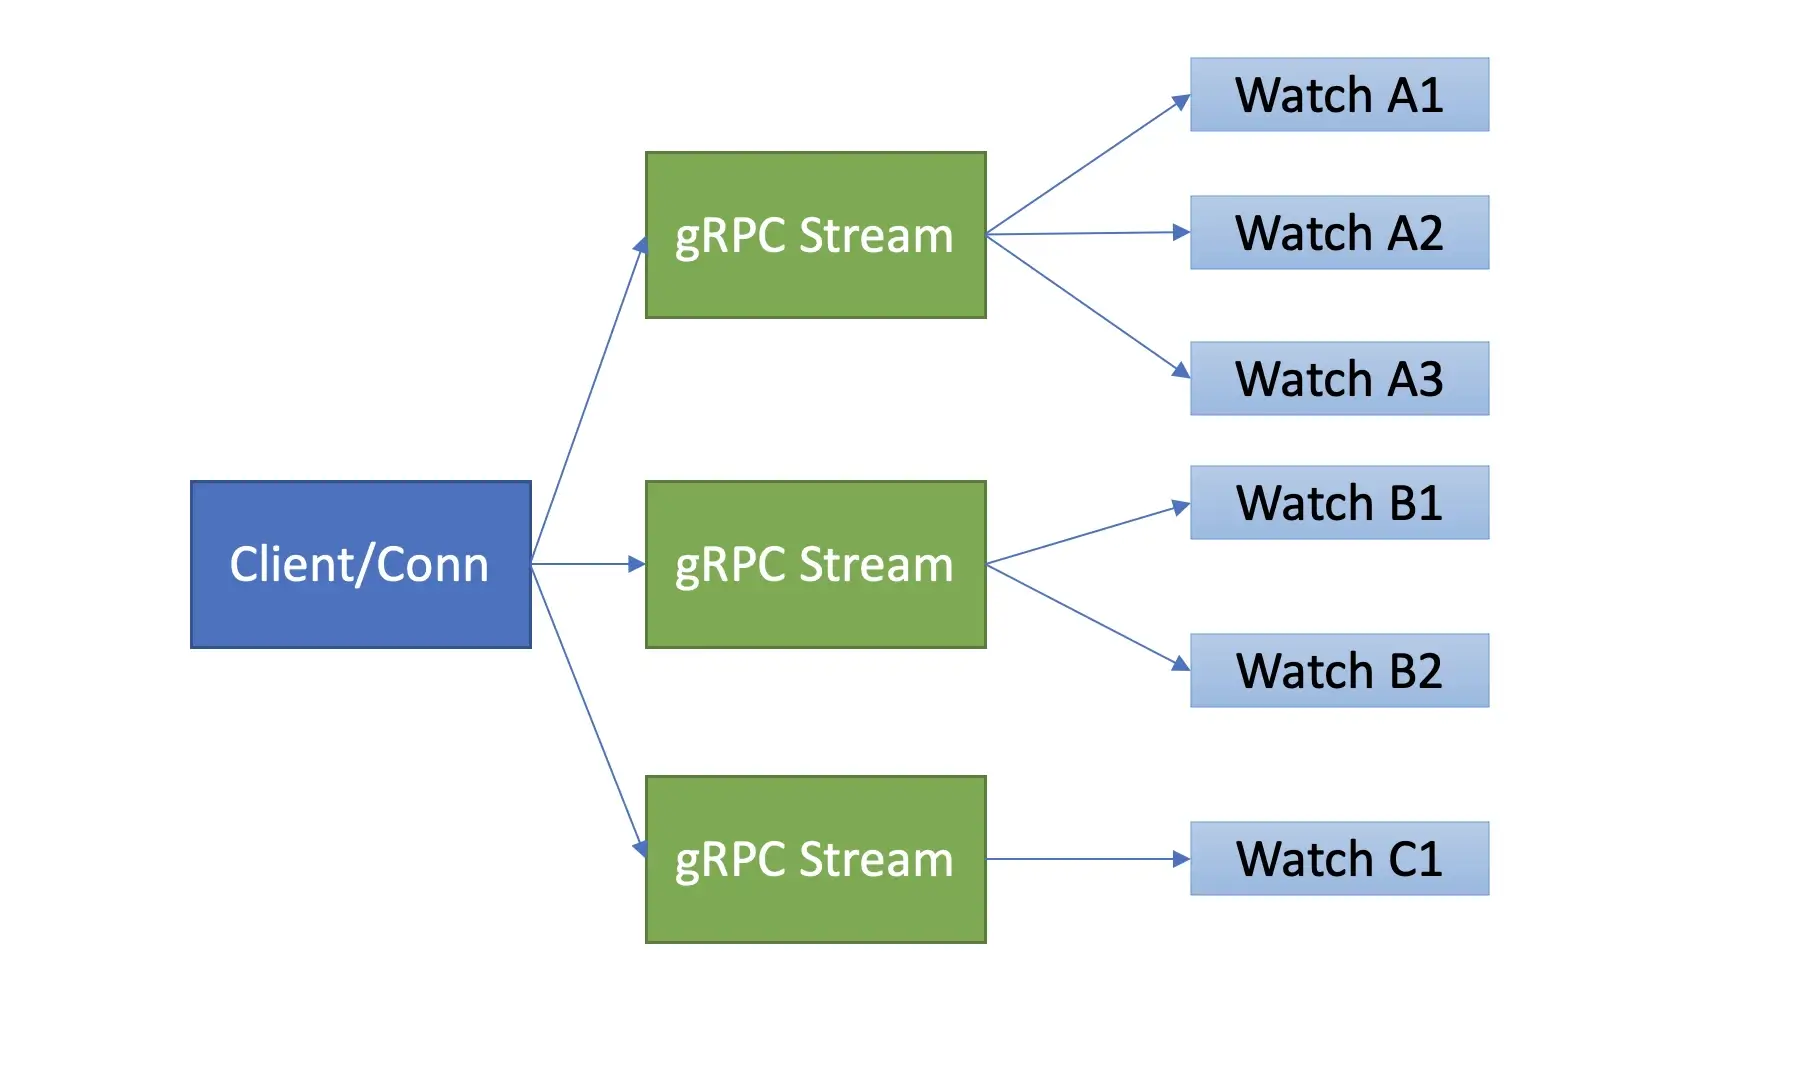 Client/Conn
gRPC Stream
Watch A1
Watch A2
Watch A3
gRPC Stream
Watch B1
Watch B2
gRPC Stream
Watch C1